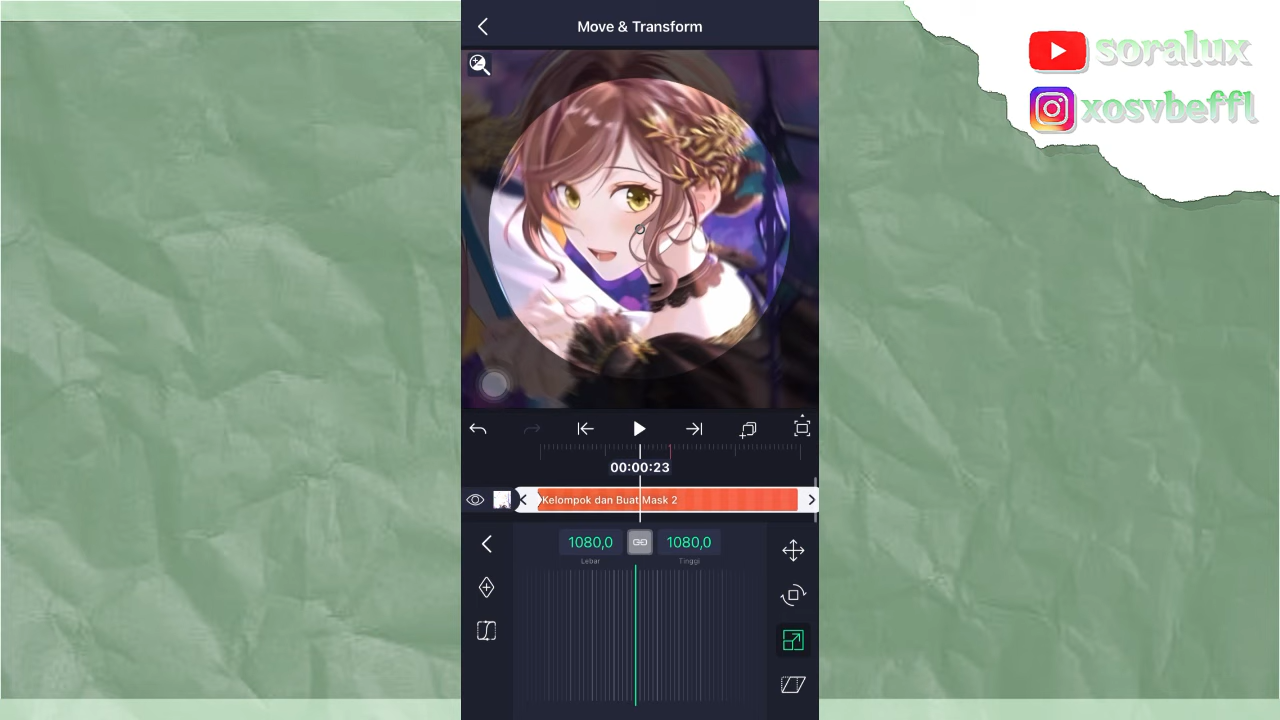 Move & Transform
soralux
xosvbeffl
00:00:23
Kelompok dan Buat Mask 2
1080,0 1080,0
Lebar Tinggi